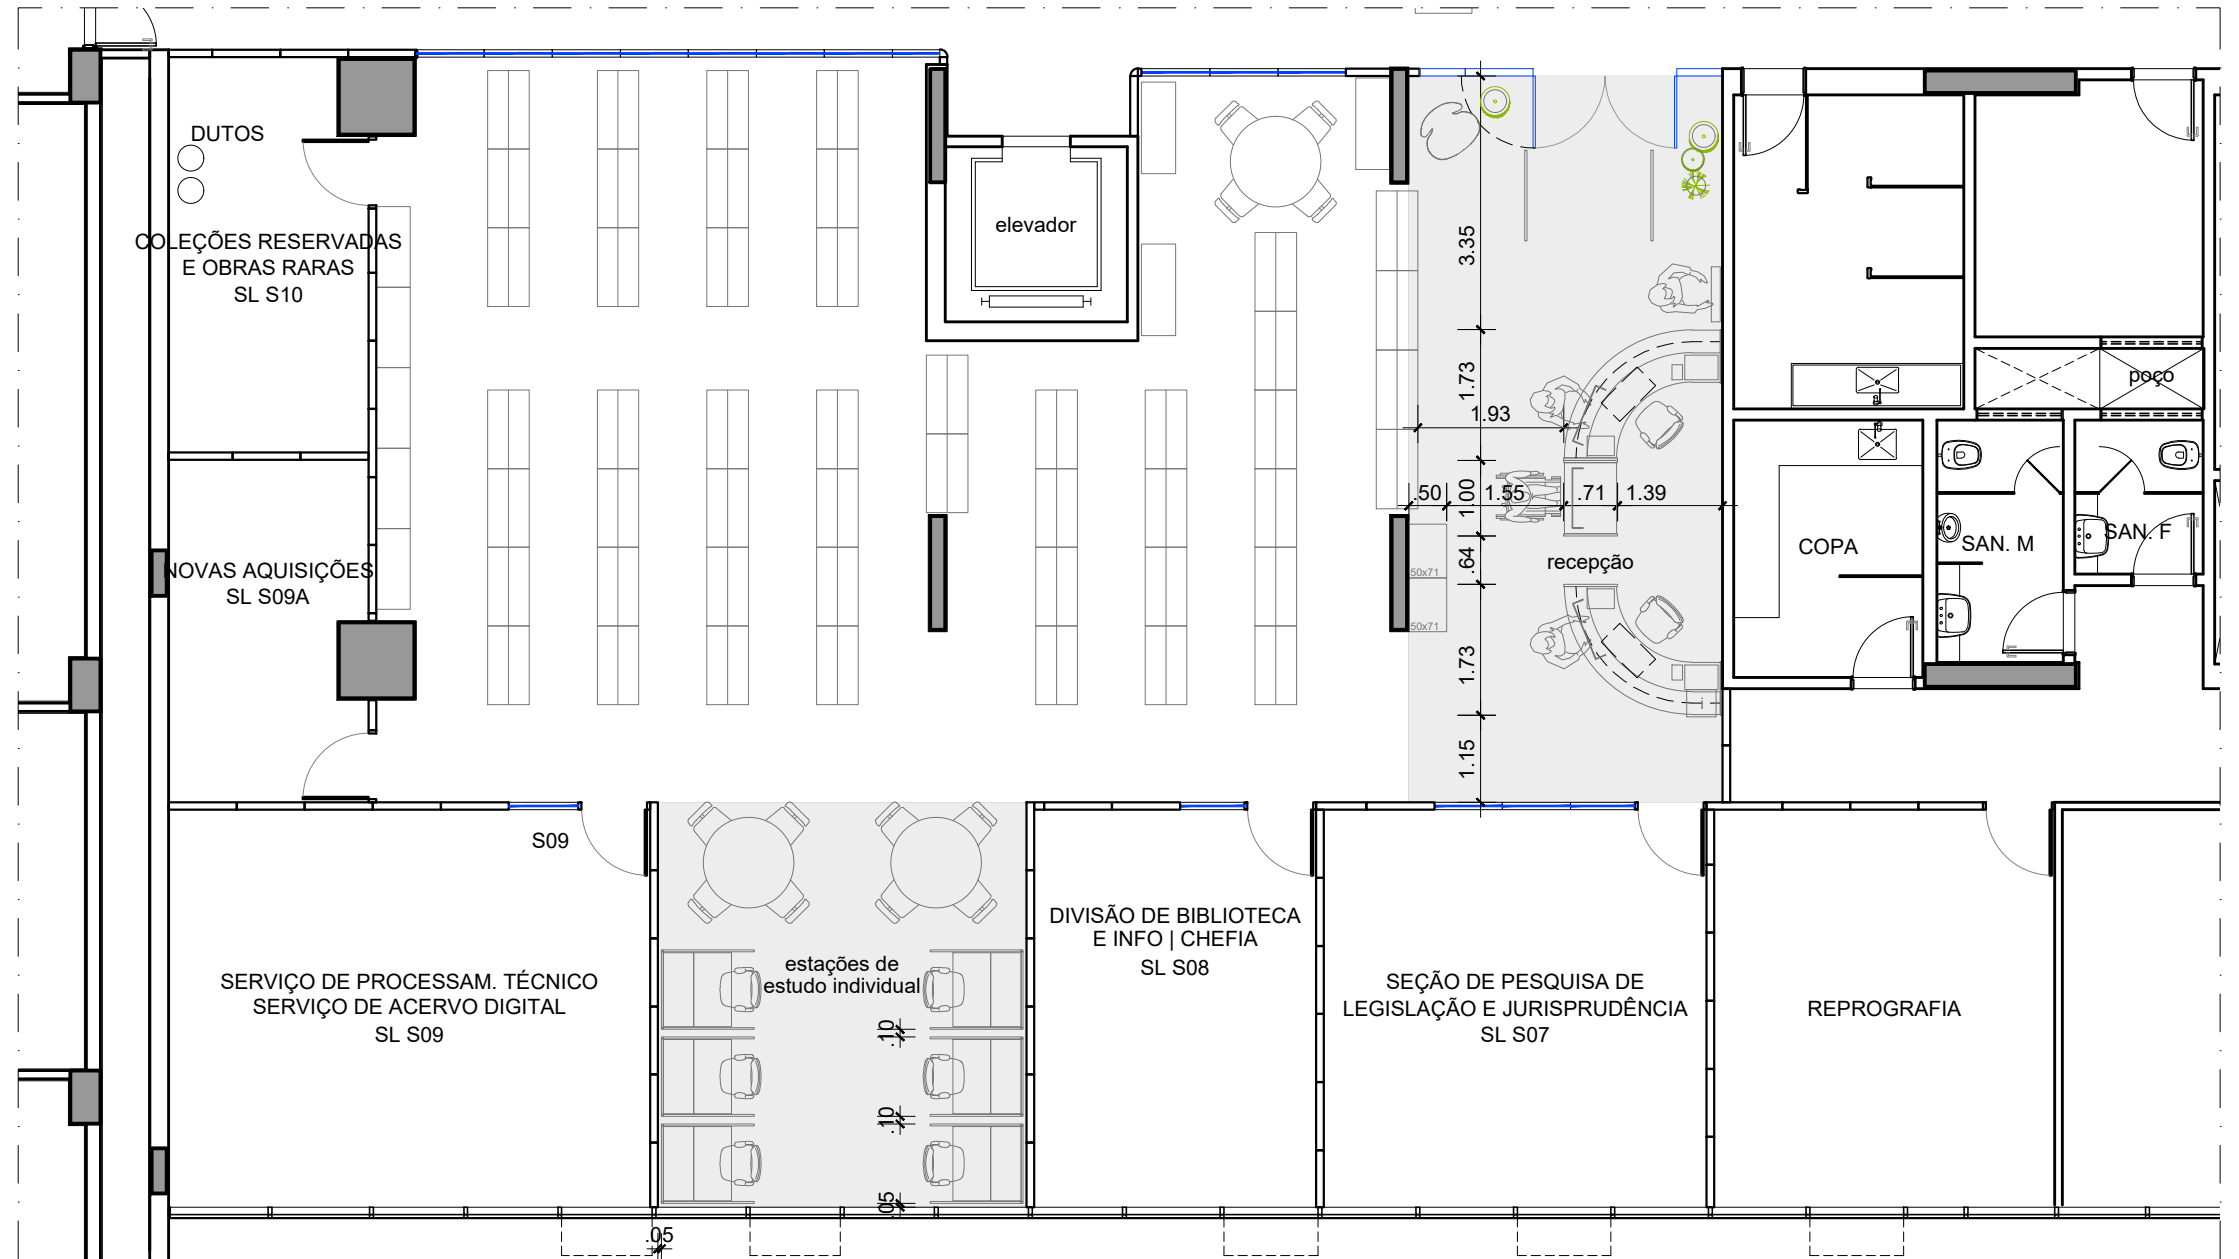 DUTOS
COLEÇÕES RESERVADAS
E OBRAS RARAS
SL S10
elevador
3.35
1.73
1.93
poço
.50
1.55
.71
1.39
1.00
NOVAS AQUISIÇÕES
SL S09A
50x71
.64
recepção
COPA
SAN. M
SAN. F
50x71
1.73
1.15
S09
estações de
estudo individual
DIVISÃO DE BIBLIOTECA
E INFO | CHEFIA
SL S08
SERVIÇO DE PROCESSAM. TÉCNICO
SERVIÇO DE ACERVO DIGITAL
SL S09
SEÇÃO DE PESQUISA DE
LEGISLAÇÃO E JURISPRUDÊNCIA
SL S07
REPROGRAFIA
.10
.10
.05
.05